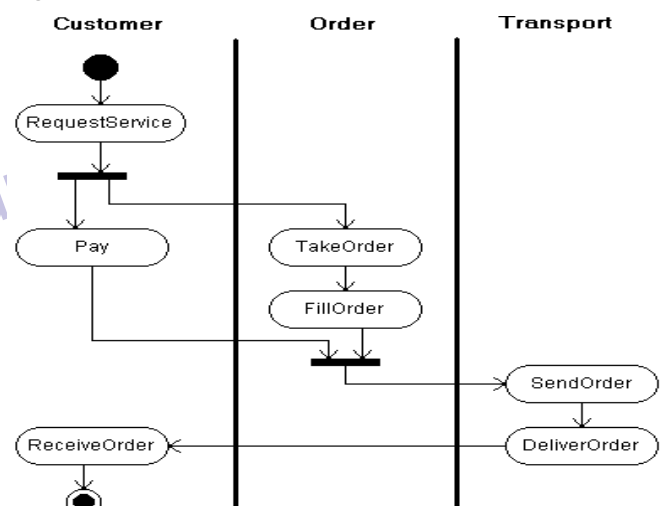 Customer Order Transport
RequestService
Pay TakeOrder
FillOrder
SendOrder
ReceiveOrder DeliverOrder